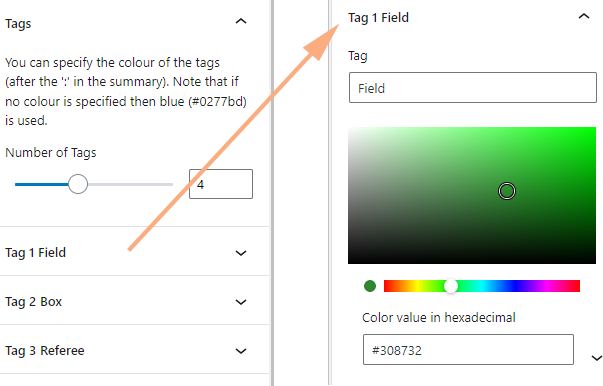 Tags
You can specify the colour of the tags
(after the ':' in the summary). Note that if
no colour is specified then blue (#0277bd)
is used.
Number of Tags
4
Tag 1 Field
Tag 2 Box
Tag 3 Referee
Tag 1 Field
Tag
Field
Color value in hexadecimal
#308732